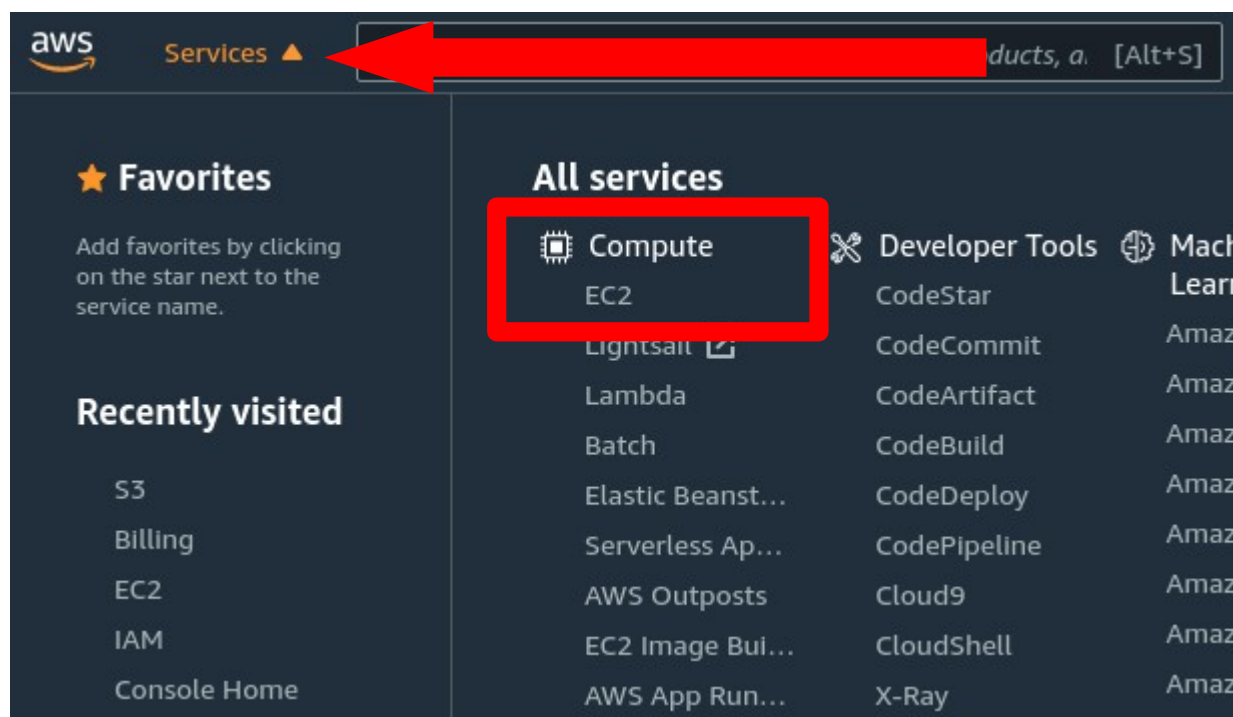 aws
Services
[Alt+S]
Favorites
Add favorites by clicking
on the star next to the
service name.
Recently visited
S3
Billing
EC2
IAM
Console Home
All services
Compute
EC2
Lightsail
Lambda
Batch
Elastic Beanst...
Serverless Ap...
AWS Outposts
EC2 Image Bui...
AWS App Run...
Developer Tools
CodeStar
CodeCommit
CodeArtifact
CodeBuild
CodeDeploy
CodePipeline
Cloud9
CloudShell
X-Ray